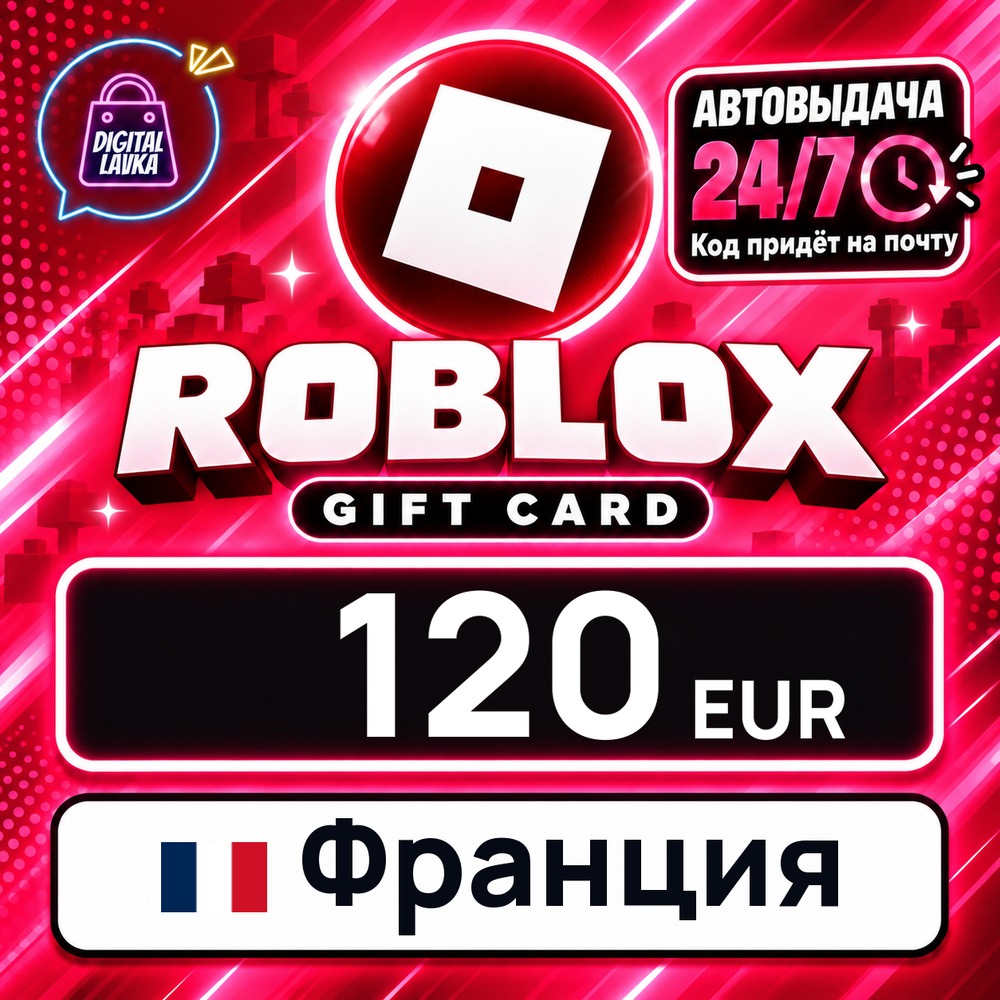 DIGITAL
LAVKA
АВТОВЫДАЧА
24/7
Код придёт на почту
ROBLOX
GIFT CARD
120 EUR
Франция